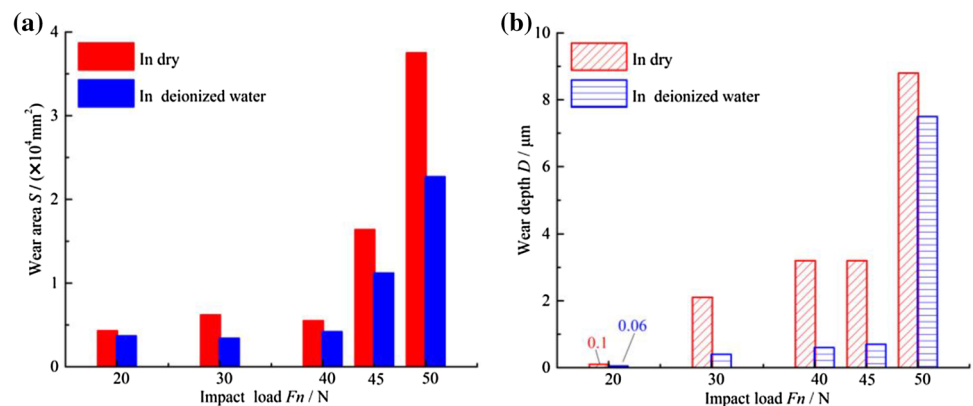 (a)
Wear area S / (×10⁴mm²)
4
3
2
1
0
In dry
In deionized water
20 30 40 45 50
Impact load Fn / N
(b)
Wear depth D / μm
10
8
6
4
2
0
In dry
In deionized water
0.1 0.06
20 30 40 45 50
Impact load Fn / N